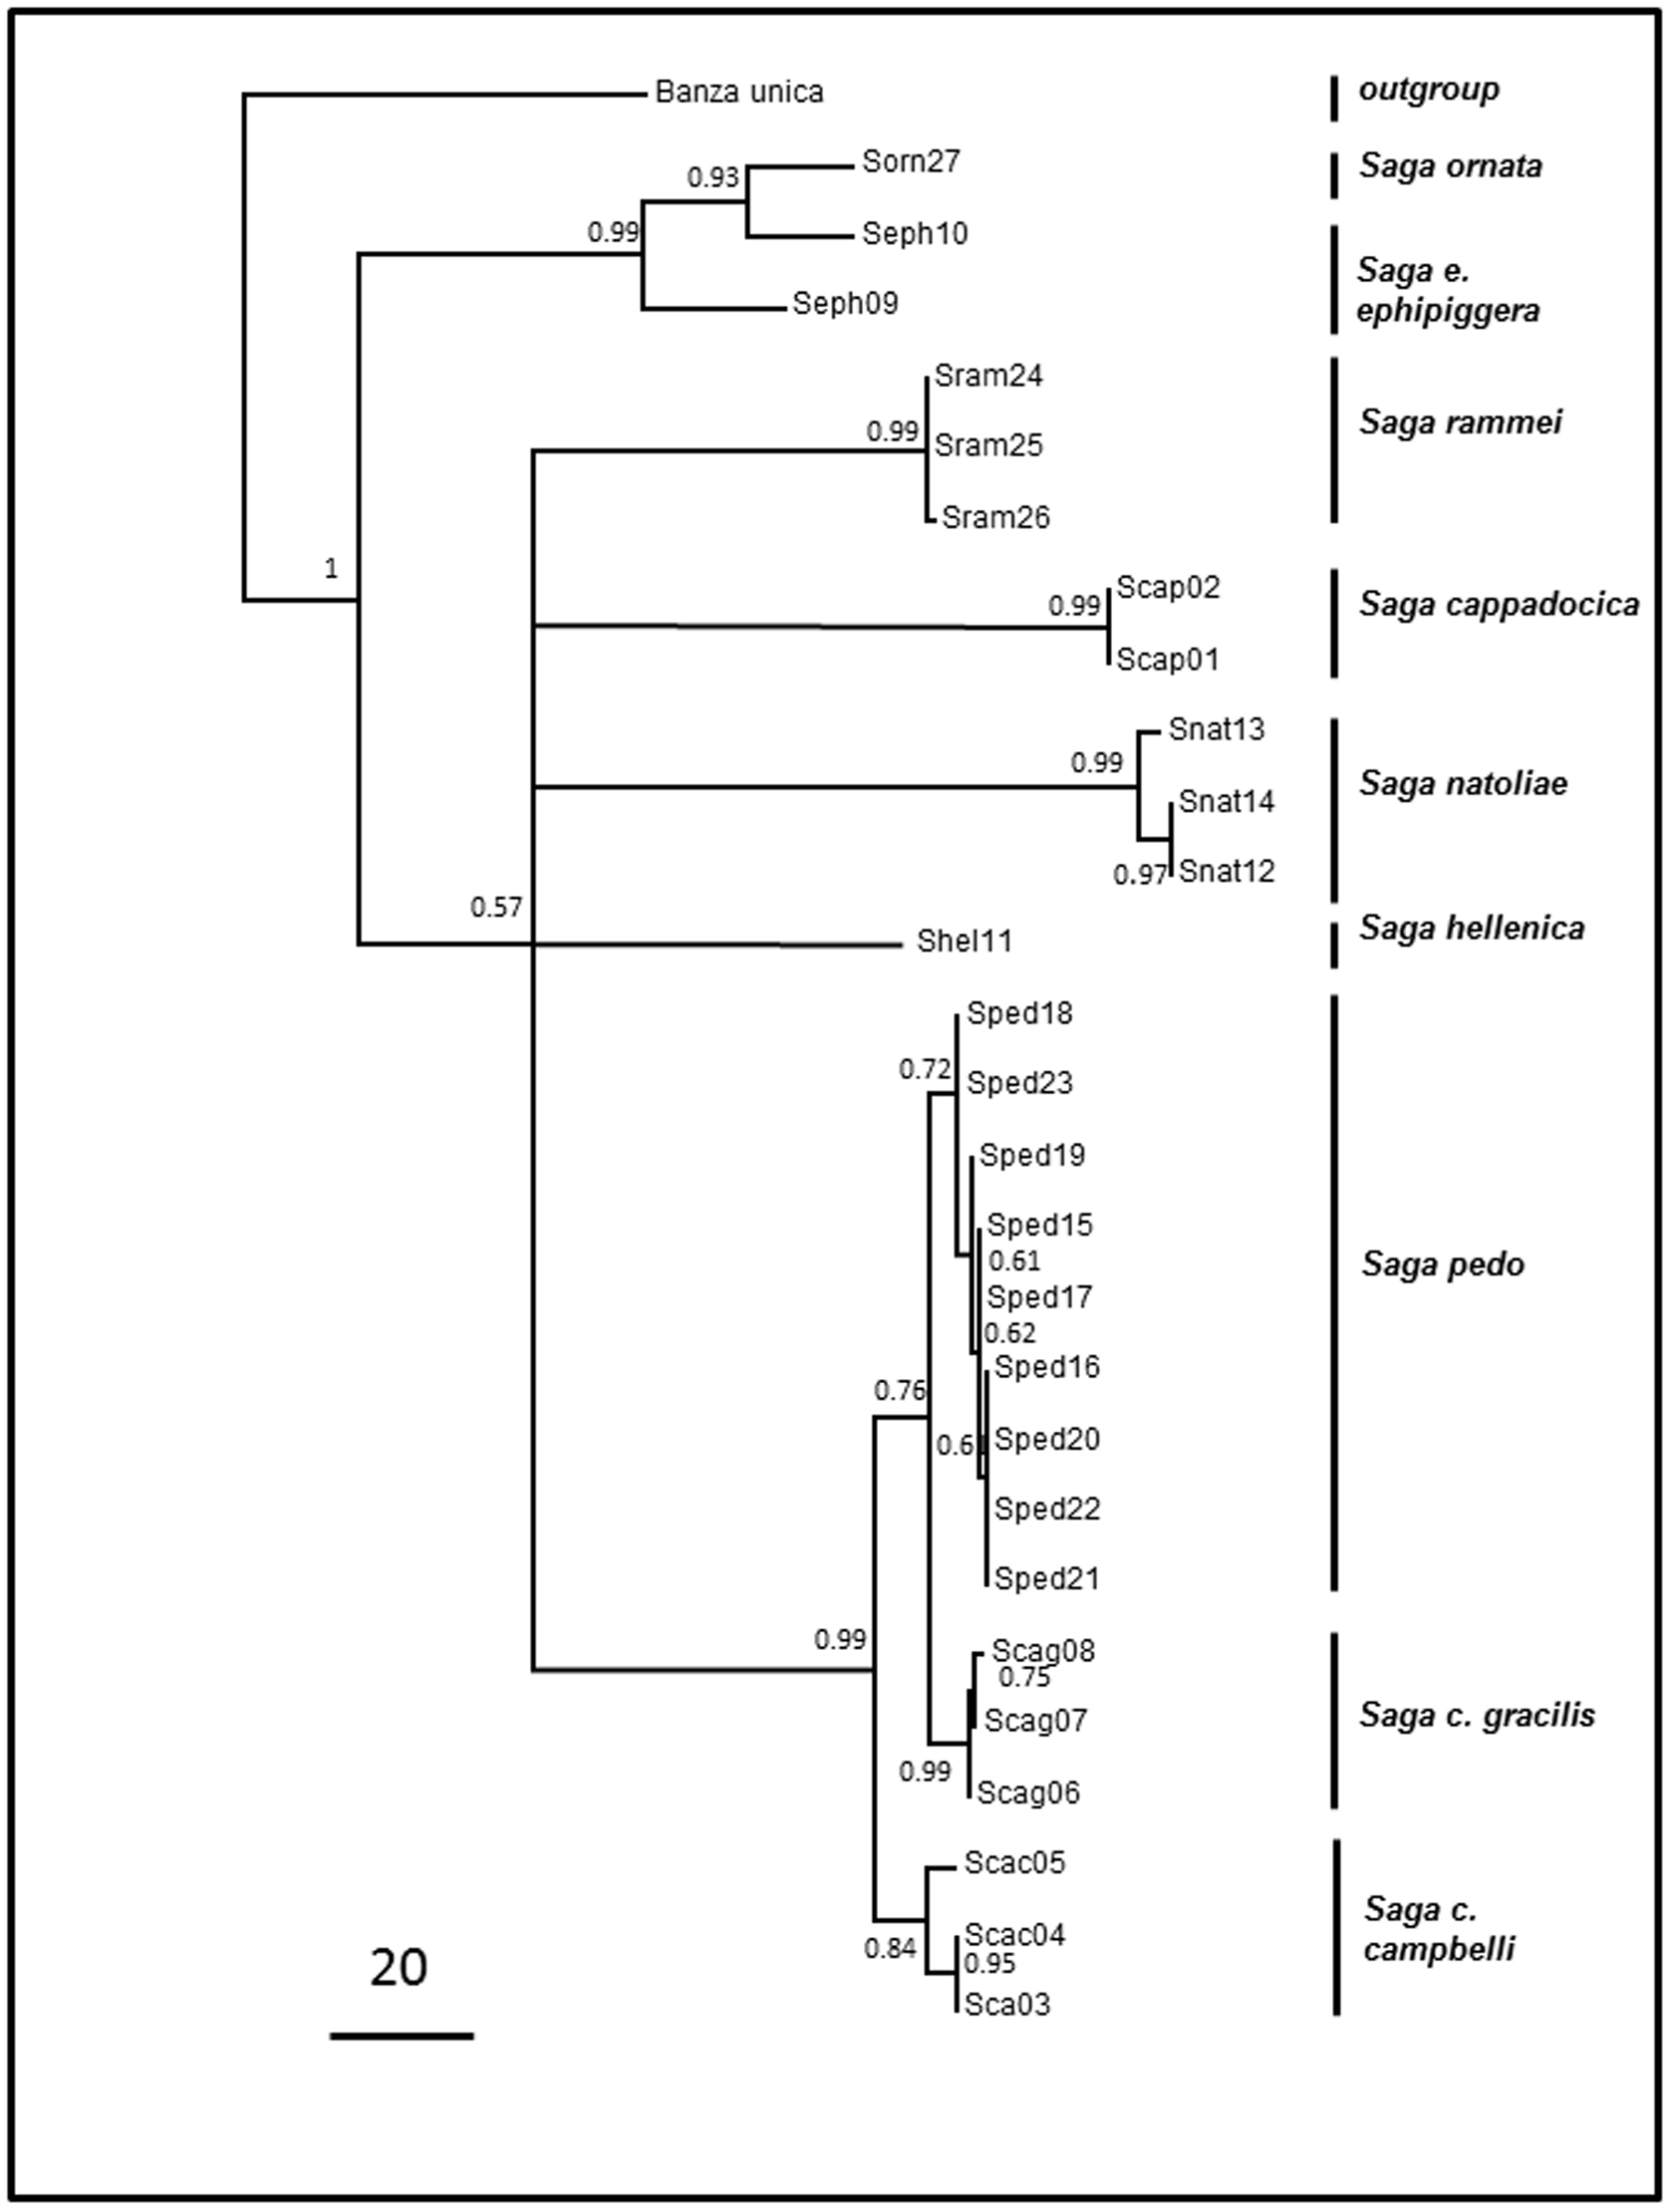 Banza unica
outgroup
Sorn27
Saga ornata
0.93
Seph10
0.99
Saga e.
ephipiggera
Seph09
Sram24
0.99
Sram25
Saga rammei
Sram26
1
Scap02
0.99
Saga cappadocica
Scap01
Snat13
0.99
Saga natoliae
Snat14
0.97
Snat12
0.57
Saga hellenica
Shel11
Sped18
0.72
Sped23
Sped19
Sped15
0.61
Saga pedo
Sped17
0.62
Sped16
0.76
0.6
Sped20
Sped22
Sped21
0.99
Scag08
0.75
Scag07
Saga c. gracilis
0.99
Scag06
Scac05
Saga c.
campbelli
Scac04
0.84
0.95
Sca03
20